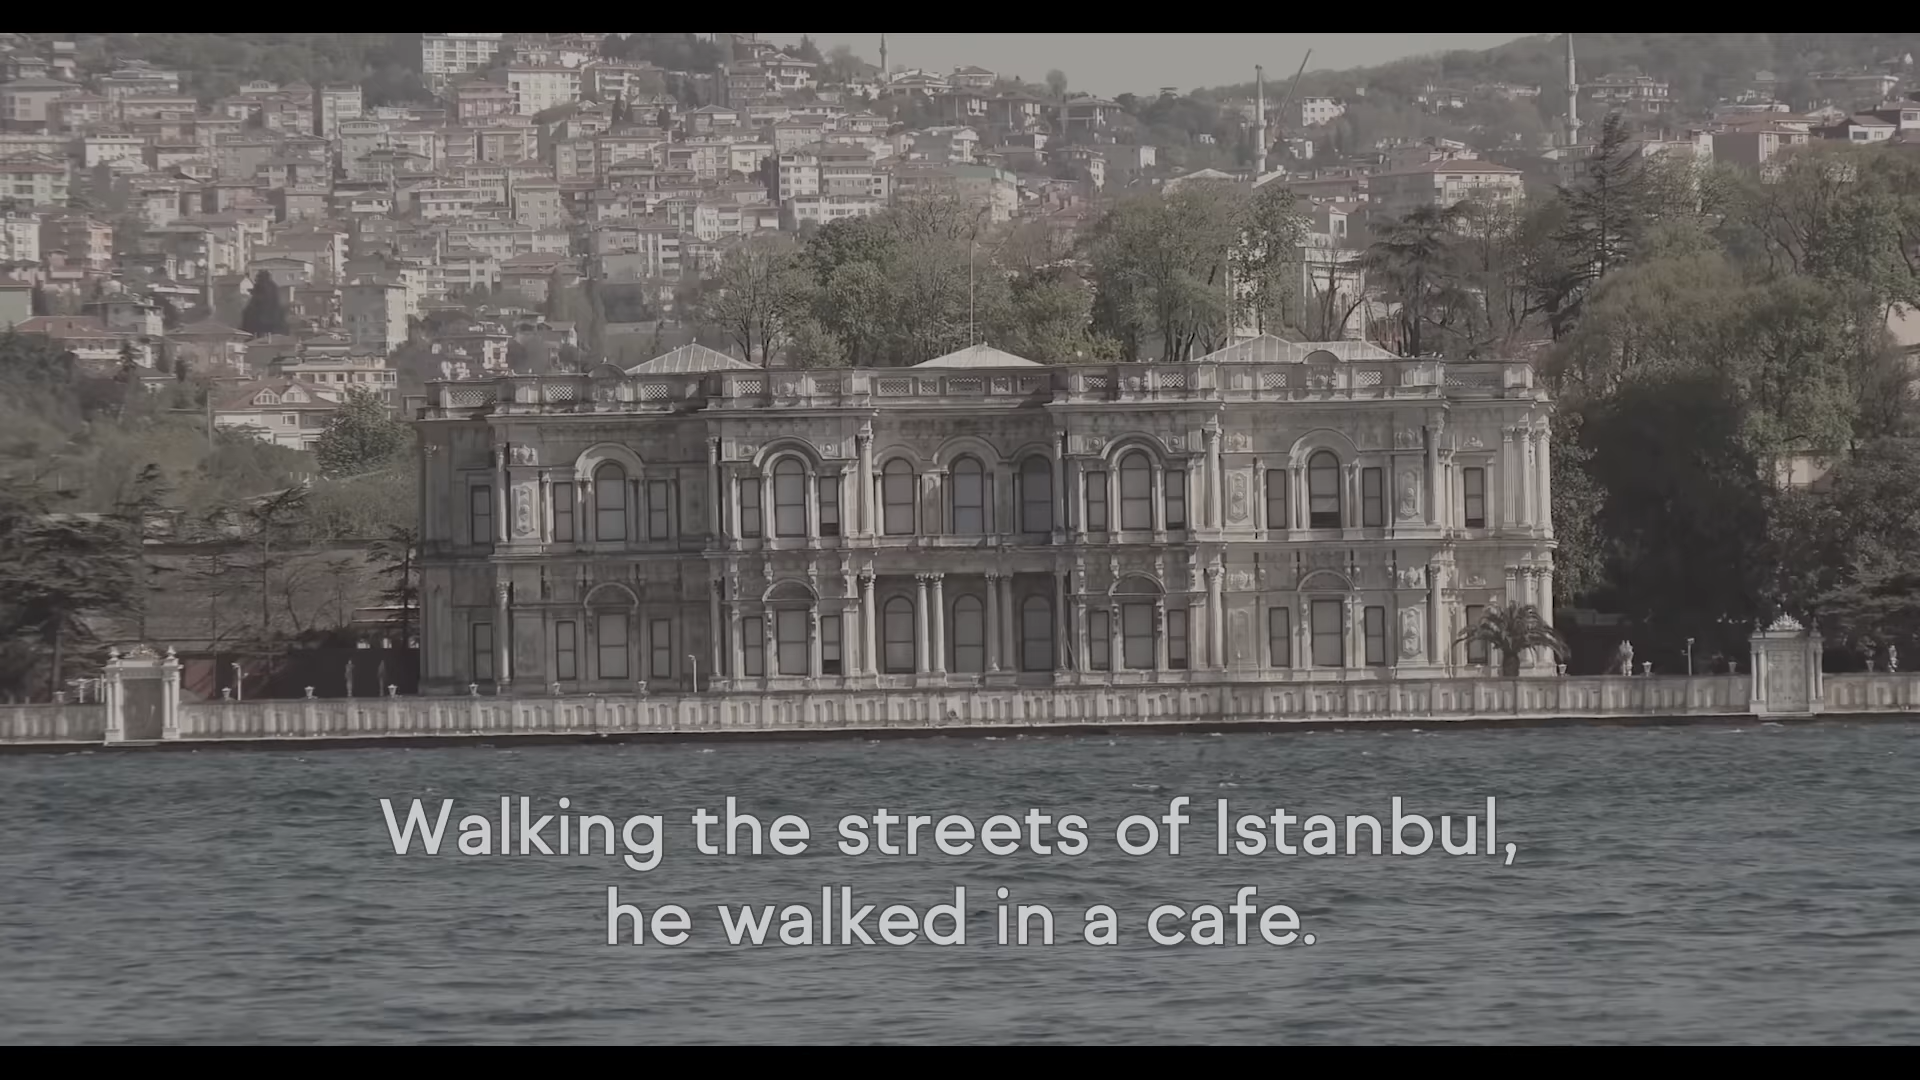 Walking the streets of Istanbul,
he walked in a cafe.